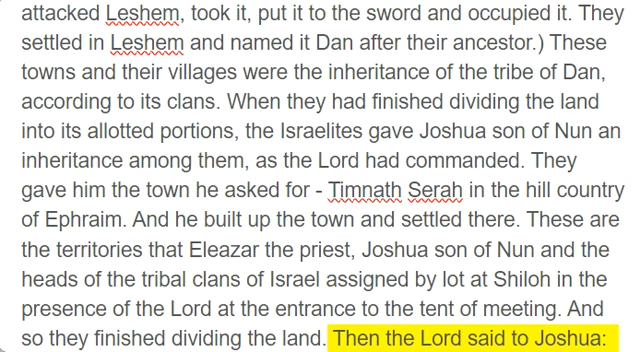 attacked Leshem, took it, put it to the sword and occupied it. They
settled in Leshem and named it Dan after their ancestor.) These
towns and their villages were the inheritance of the tribe of Dan,
according to its clans. When they had finished dividing the land
into its allotted portions, the Israelites gave Joshua son of Nun an
inheritance among them, as the Lord had commanded. They
gave him the town he asked for - Timnath Serah in the hill country
of Ephraim. And he built up the town and settled there. These are
the territories that Eleazar the priest, Joshua son of Nun and the
heads of the tribal clans of Israel assigned by lot at Shiloh in the
presence of the Lord at the entrance to the tent of meeting. And
so they finished dividing the land. Then the Lord said to Joshua: